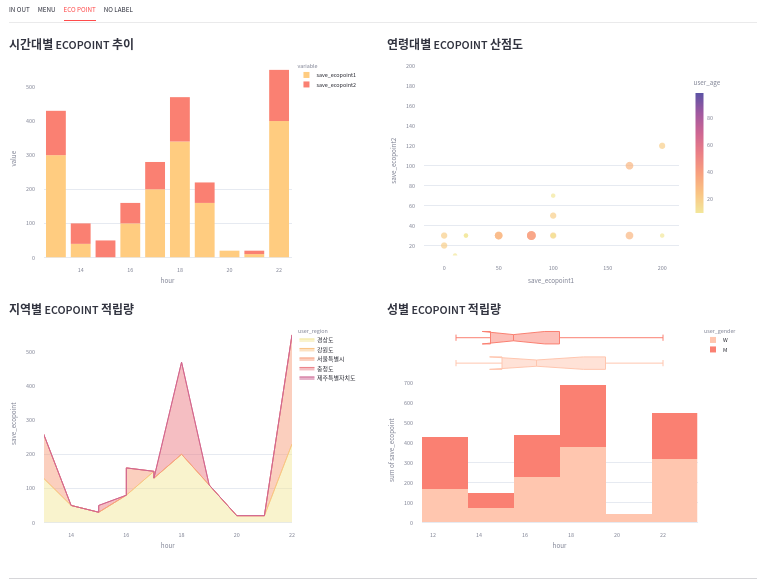 IN OUT MENU ECO POINT NO LABEL
시간대별 ECOPOINT 추이
variable
save_ecopoint1
save_ecopoint2
500
400
300
200
100
0
value
14 16 18 20 22
hour
연령대별 ECOPOINT 산점도
200
180
160
140
120
100
80
60
40
20
save_ecopoint2
0 50 100 150 200
save_ecopoint1
user_age
80
60
40
20
지역별 ECOPOINT 적립량
user_region
경상도
강원도
서울특별시
충청도
제주특별자치도
500
400
300
200
100
0
save_ecopoint
14 16 18 20 22
hour
성별 ECOPOINT 적립량
user_gender
W
M
700
600
500
400
300
200
100
0
sum of save_ecopoint
12 14 16 18 20 22
hour